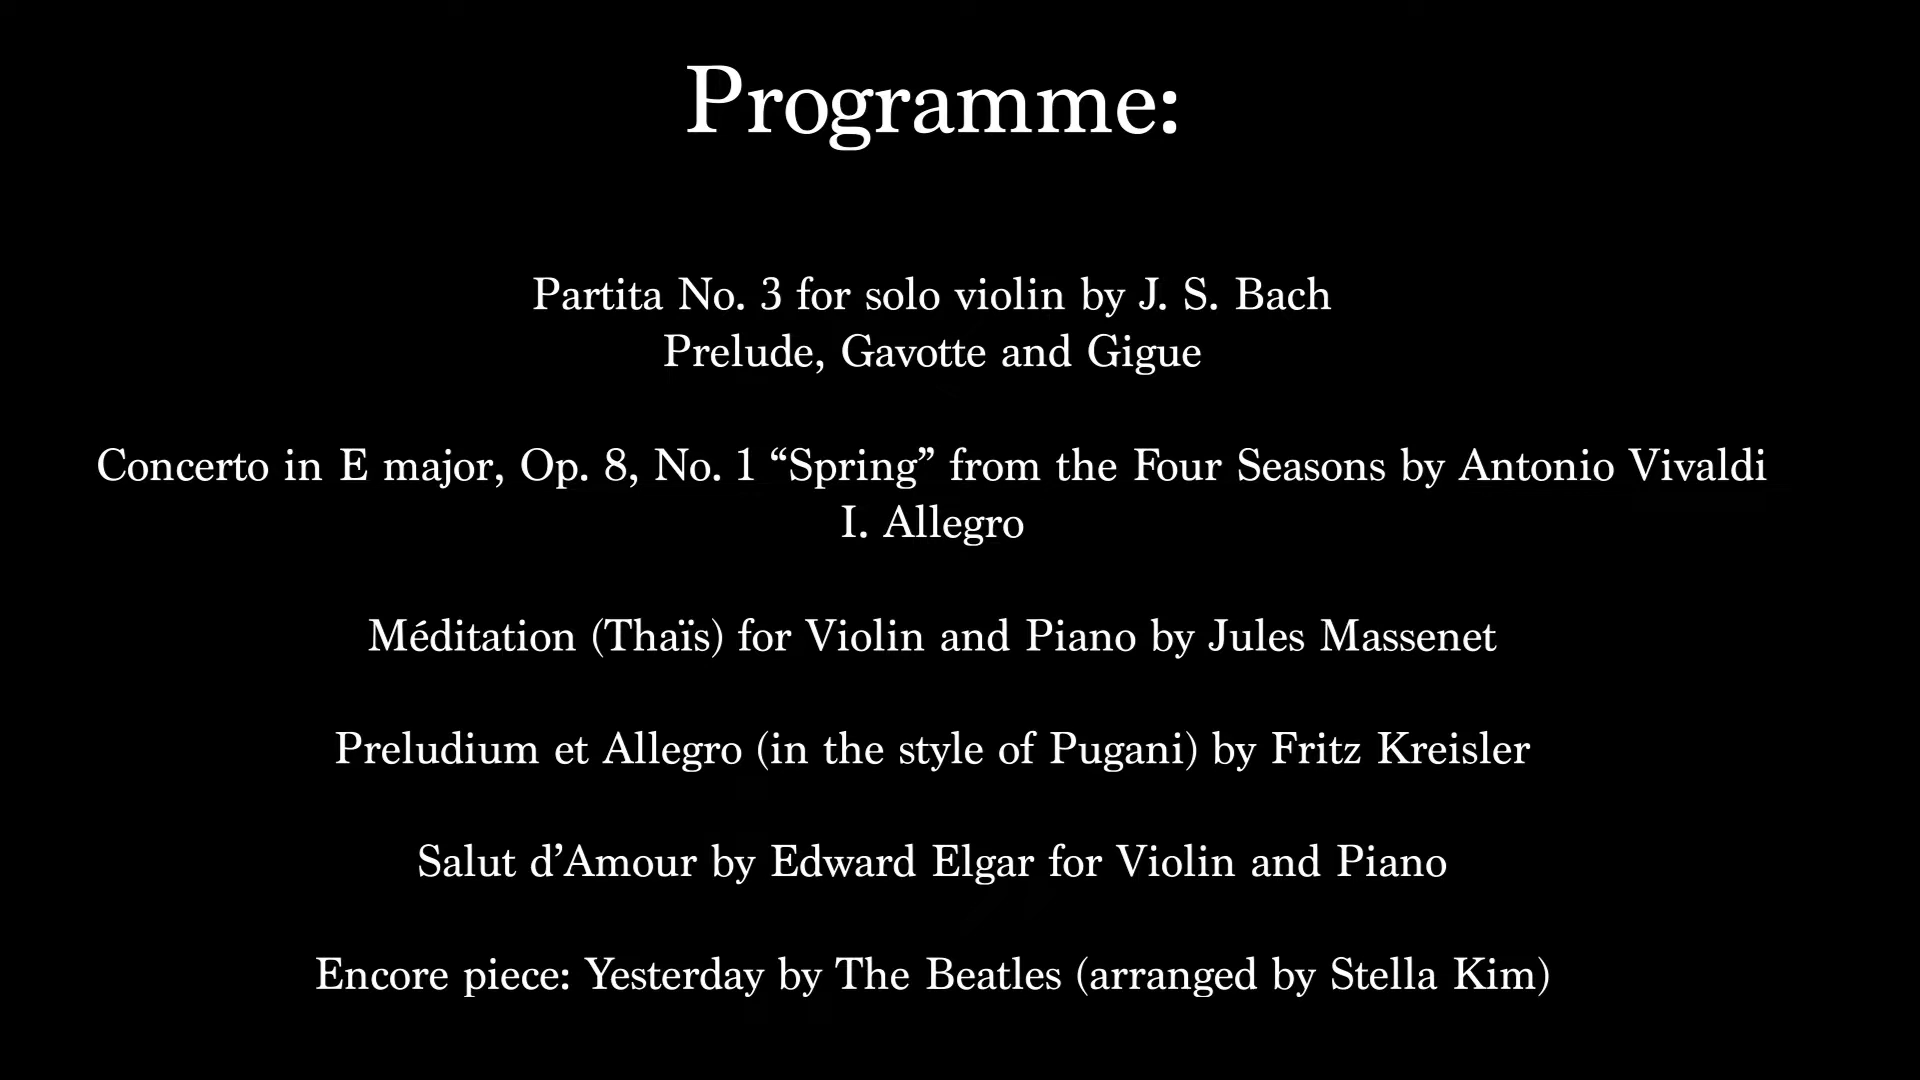 Programme:
Partita No. 3 for solo violin by J. S. Bach
Prelude, Gavotte and Gigue
Concerto in E major, Op. 8, No. 1 “Spring” from the Four Seasons by Antonio Vivaldi
I. Allegro
Méditation (Thaïs) for Violin and Piano by Jules Massenet
Preludium et Allegro (in the style of Pugani) by Fritz Kreisler
Salut d’Amour by Edward Elgar for Violin and Piano
Encore piece: Yesterday by The Beatles (arranged by Stella Kim)